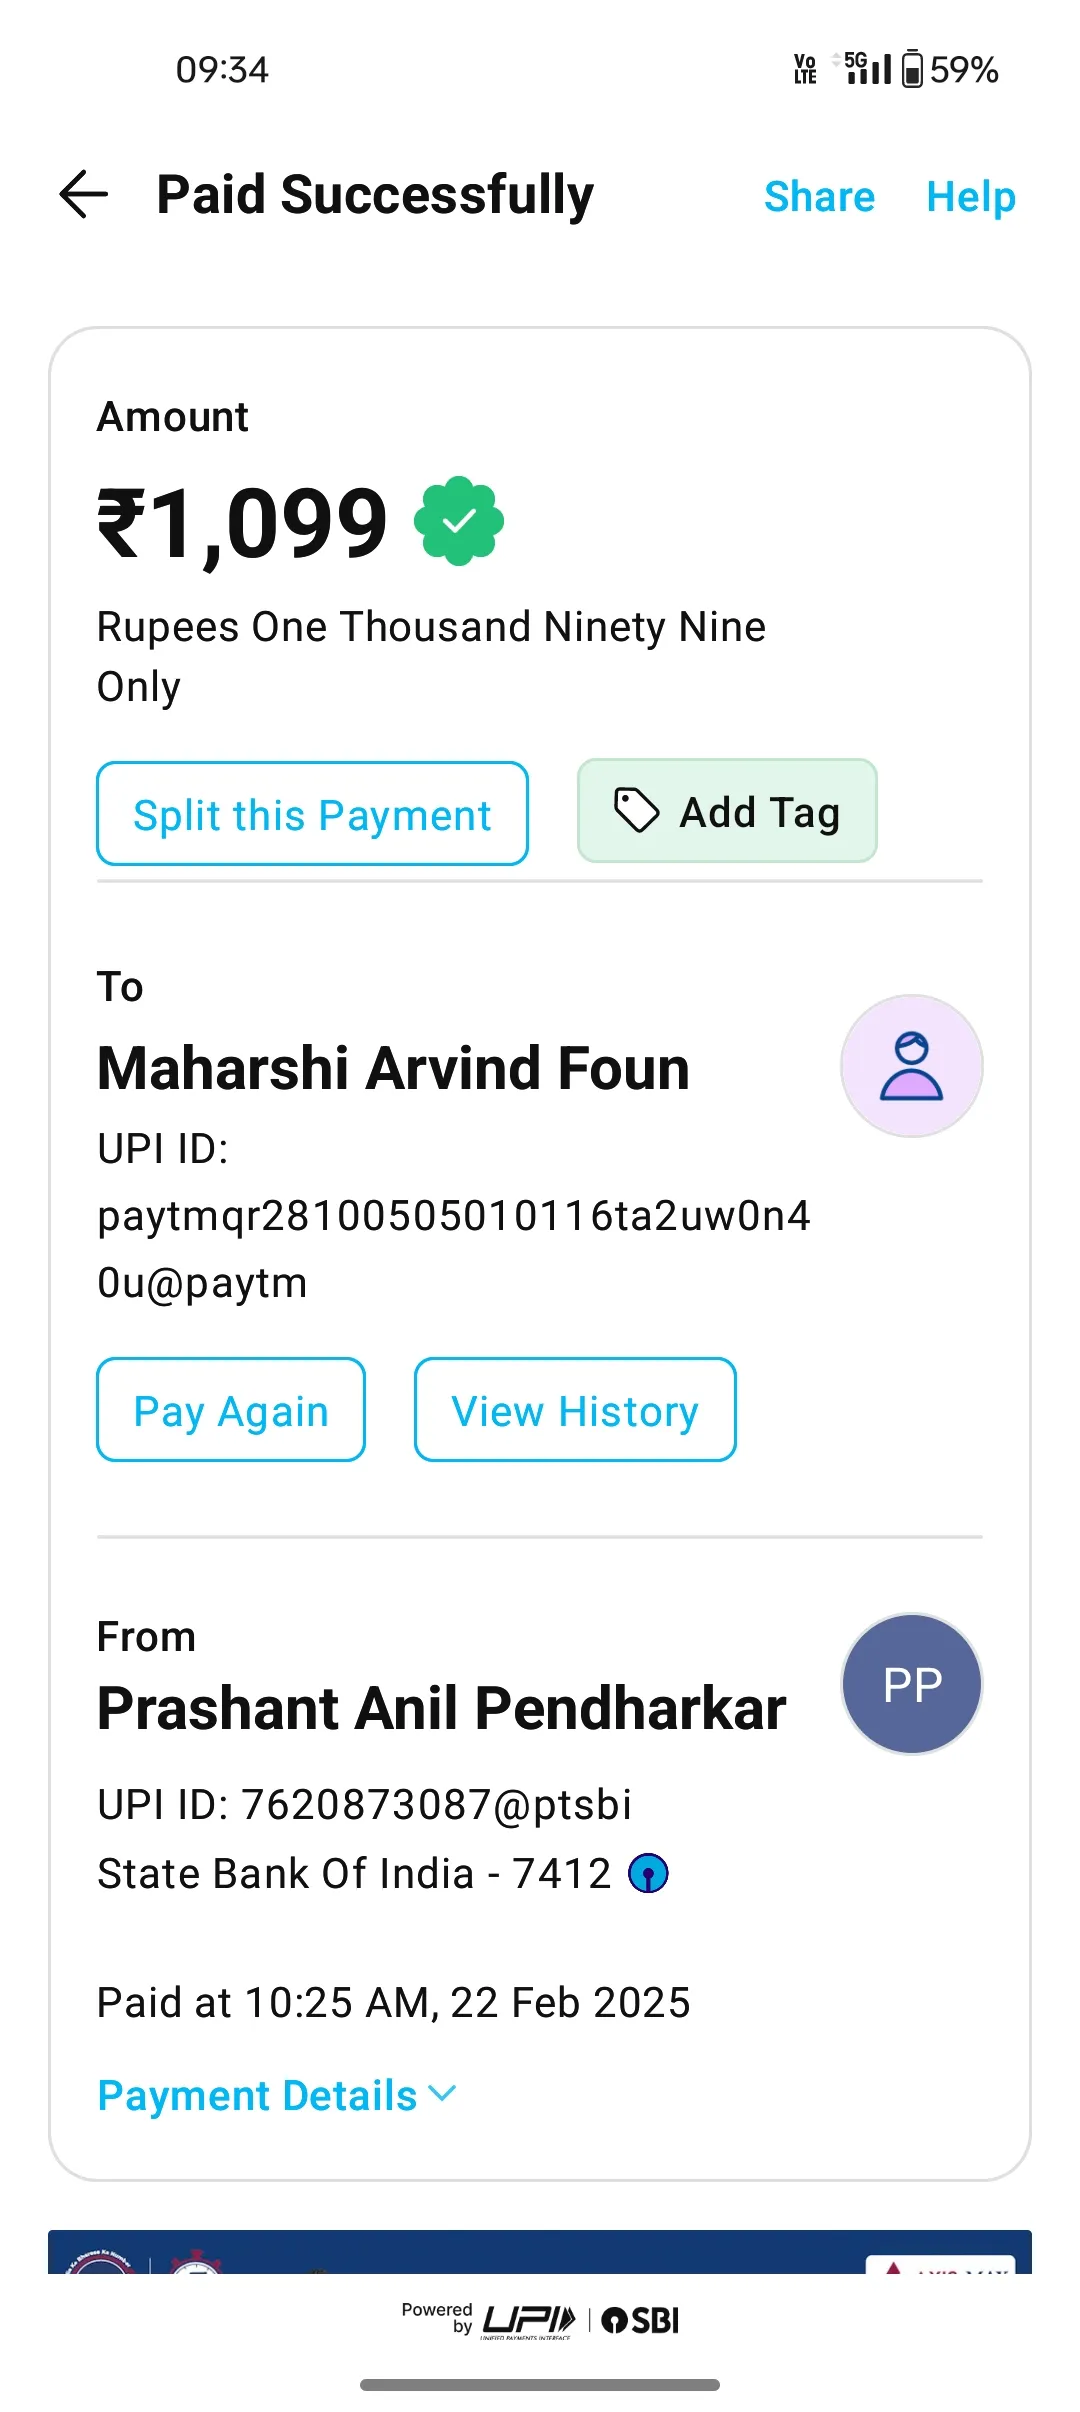 09:34
Vo LTE 5G 59%
Paid Successfully Share Help
Amount
₹1,099
Rupees One Thousand Ninety Nine
Only
Split this Payment Add Tag
To
Maharshi Arvind Foun
UPI ID:
paytmqr28100505010116ta2uw0n4
0u@paytm
Pay Again View History
From
Prashant Anil Pendharkar PP
UPI ID: 7620873087@ptsbi
State Bank Of India - 7412
Paid at 10:25 AM, 22 Feb 2025
Payment Details
Powered by UPI SBI
UNIFIED PAYMENTS INTERFACE